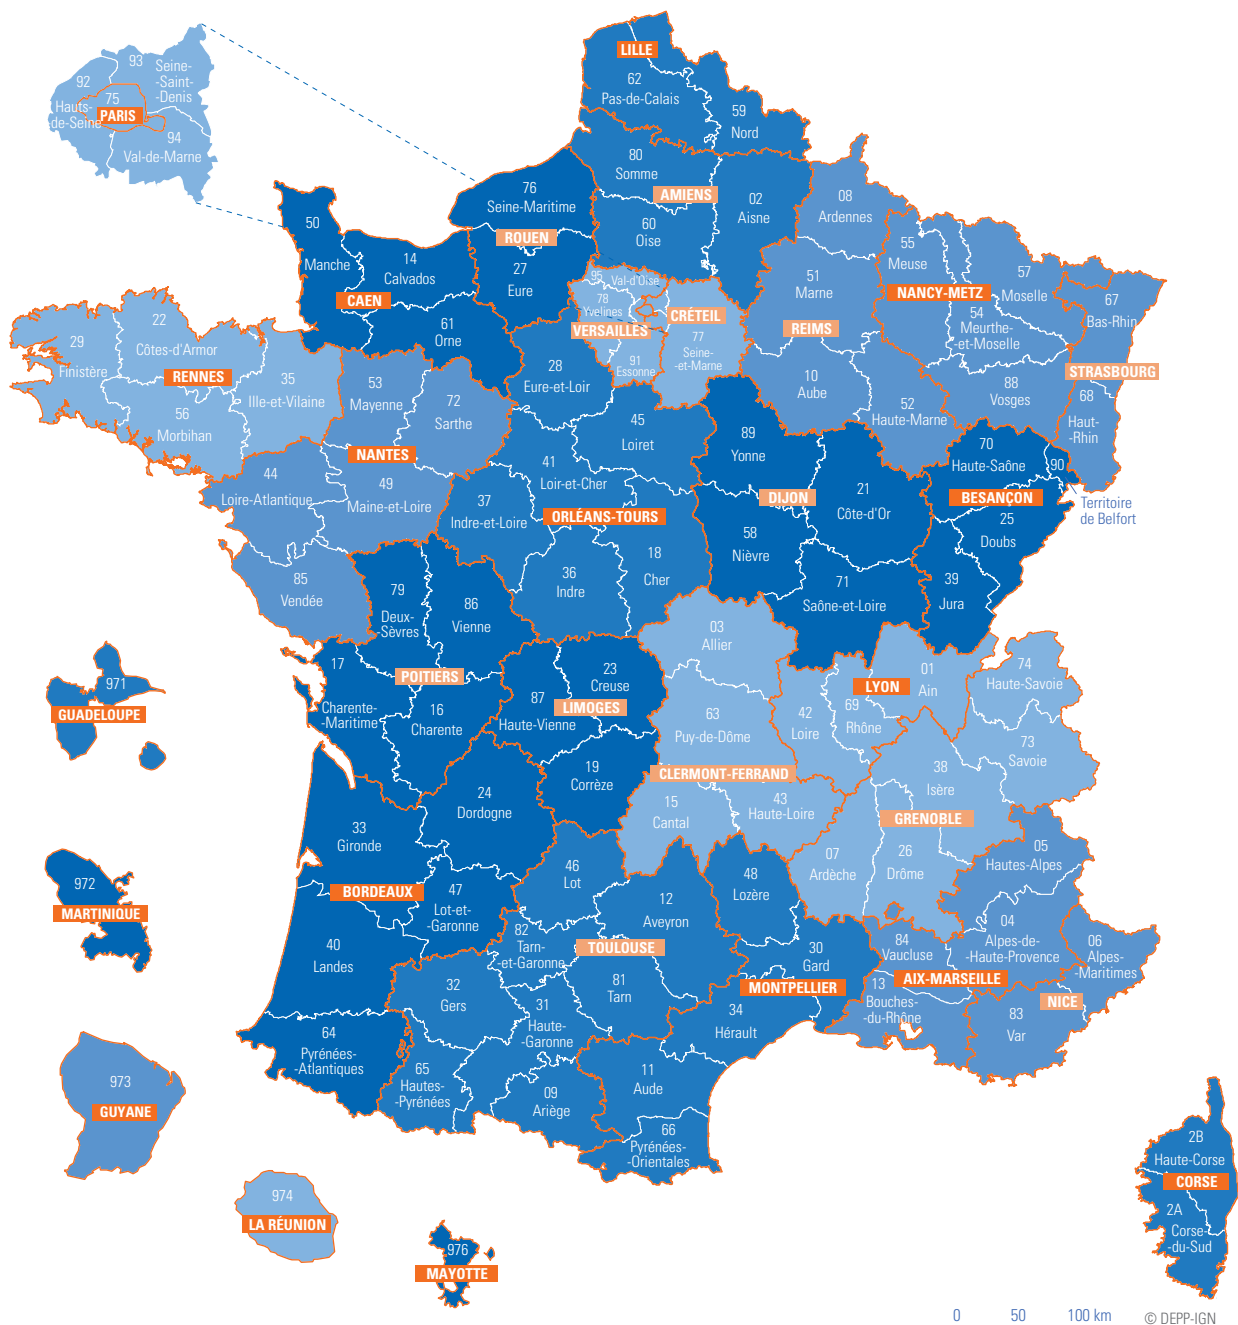 93
Seine-
-Saint-
-Denis
92
Hauts-
-de-Seine
75
PARIS
94
Val-de-Marne
LILLE
62
Pas-de-Calais
59
Nord
80
Somme
AMIENS
02
Aisne
60
Oise
76
Seine-Maritime
ROUEN
27
Eure
50
Manche
14
Calvados
CAEN
61
Orne
08
Ardennes
51
Marne
REIMS
10
Aube
52
Haute-Marne
55
Meuse
57
Moselle
NANCY-METZ
54
Meurthe-
-et-Moselle
88
Vosges
67
Bas-Rhin
STRASBOURG
68
Haut-
-Rhin
95
Val-d'Oise
78
Yvelines
VERSAILLES
91
Essonne
CRÉTEIL
77
Seine-
-et-Marne
22
Côtes-d'Armor
29
Finistère
RENNES
35
Ille-et-Vilaine
56
Morbihan
53
Mayenne
72
Sarthe
NANTES
44
Loire-Atlantique
49
Maine-et-Loire
85
Vendée
28
Eure-et-Loir
45
Loiret
41
Loir-et-Cher
37
Indre-et-Loire
ORLÉANS-TOURS
18
Cher
36
Indre
89
Yonne
DIJON
21
Côte-d'Or
58
Nièvre
71
Saône-et-Loire
70
Haute-Saône
90
Territoire
de Belfort
BESANÇON
25
Doubs
39
Jura
79
Deux-
-Sèvres
86
Vienne
17
Charente-
-Maritime
POITIERS
16
Charente
23
Creuse
87
Haute-Vienne
LIMOGES
19
Corrèze
03
Allier
63
Puy-de-Dôme
CLERMONT-FERRAND
15
Cantal
43
Haute-Loire
01
Ain
LYON
69
Rhône
42
Loire
74
Haute-Savoie
73
Savoie
38
Isère
GRENOBLE
07
Ardèche
26
Drôme
24
Dordogne
33
Gironde
BORDEAUX
47
Lot-et-
-Garonne
40
Landes
64
Pyrénées-
-Atlantiques
46
Lot
12
Aveyron
82
Tarn-
-et-Garonne
TOULOUSE
81
Tarn
32
Gers
31
Haute-
-Garonne
65
Hautes-
-Pyrénées
09
Ariège
48
Lozère
30
Gard
MONTPELLIER
34
Hérault
11
Aude
66
Pyrénées-
-Orientales
05
Hautes-Alpes
04
Alpes-de-
-Haute-Provence
84
Vaucluse
AIX-MARSEILLE
13
Bouches-
-du-Rhône
06
Alpes-
-Maritimes
NICE
83
Var
971
GUADELOUPE
972
MARTINIQUE
973
GUYANE
974
LA RÉUNION
976
MAYOTTE
2B
Haute-Corse
CORSE
2A
Corse-
-du-Sud
0 50 100 km
© DEPP-IGN